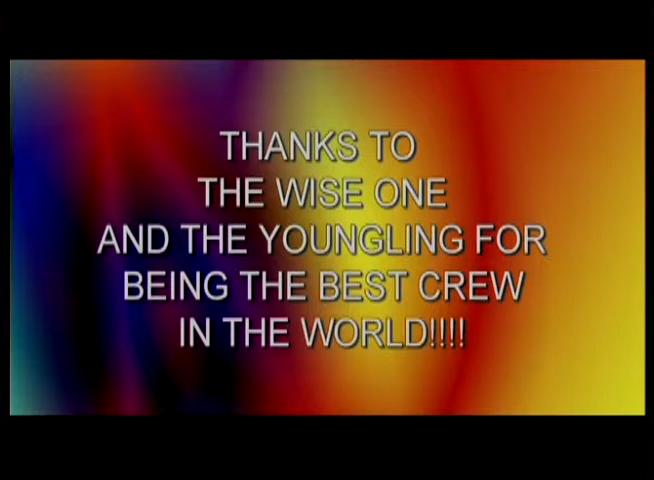 THANKS TO
THE WISE ONE
AND THE YOUNGLING FOR
BEING THE BEST CREW
IN THE WORLD!!!!